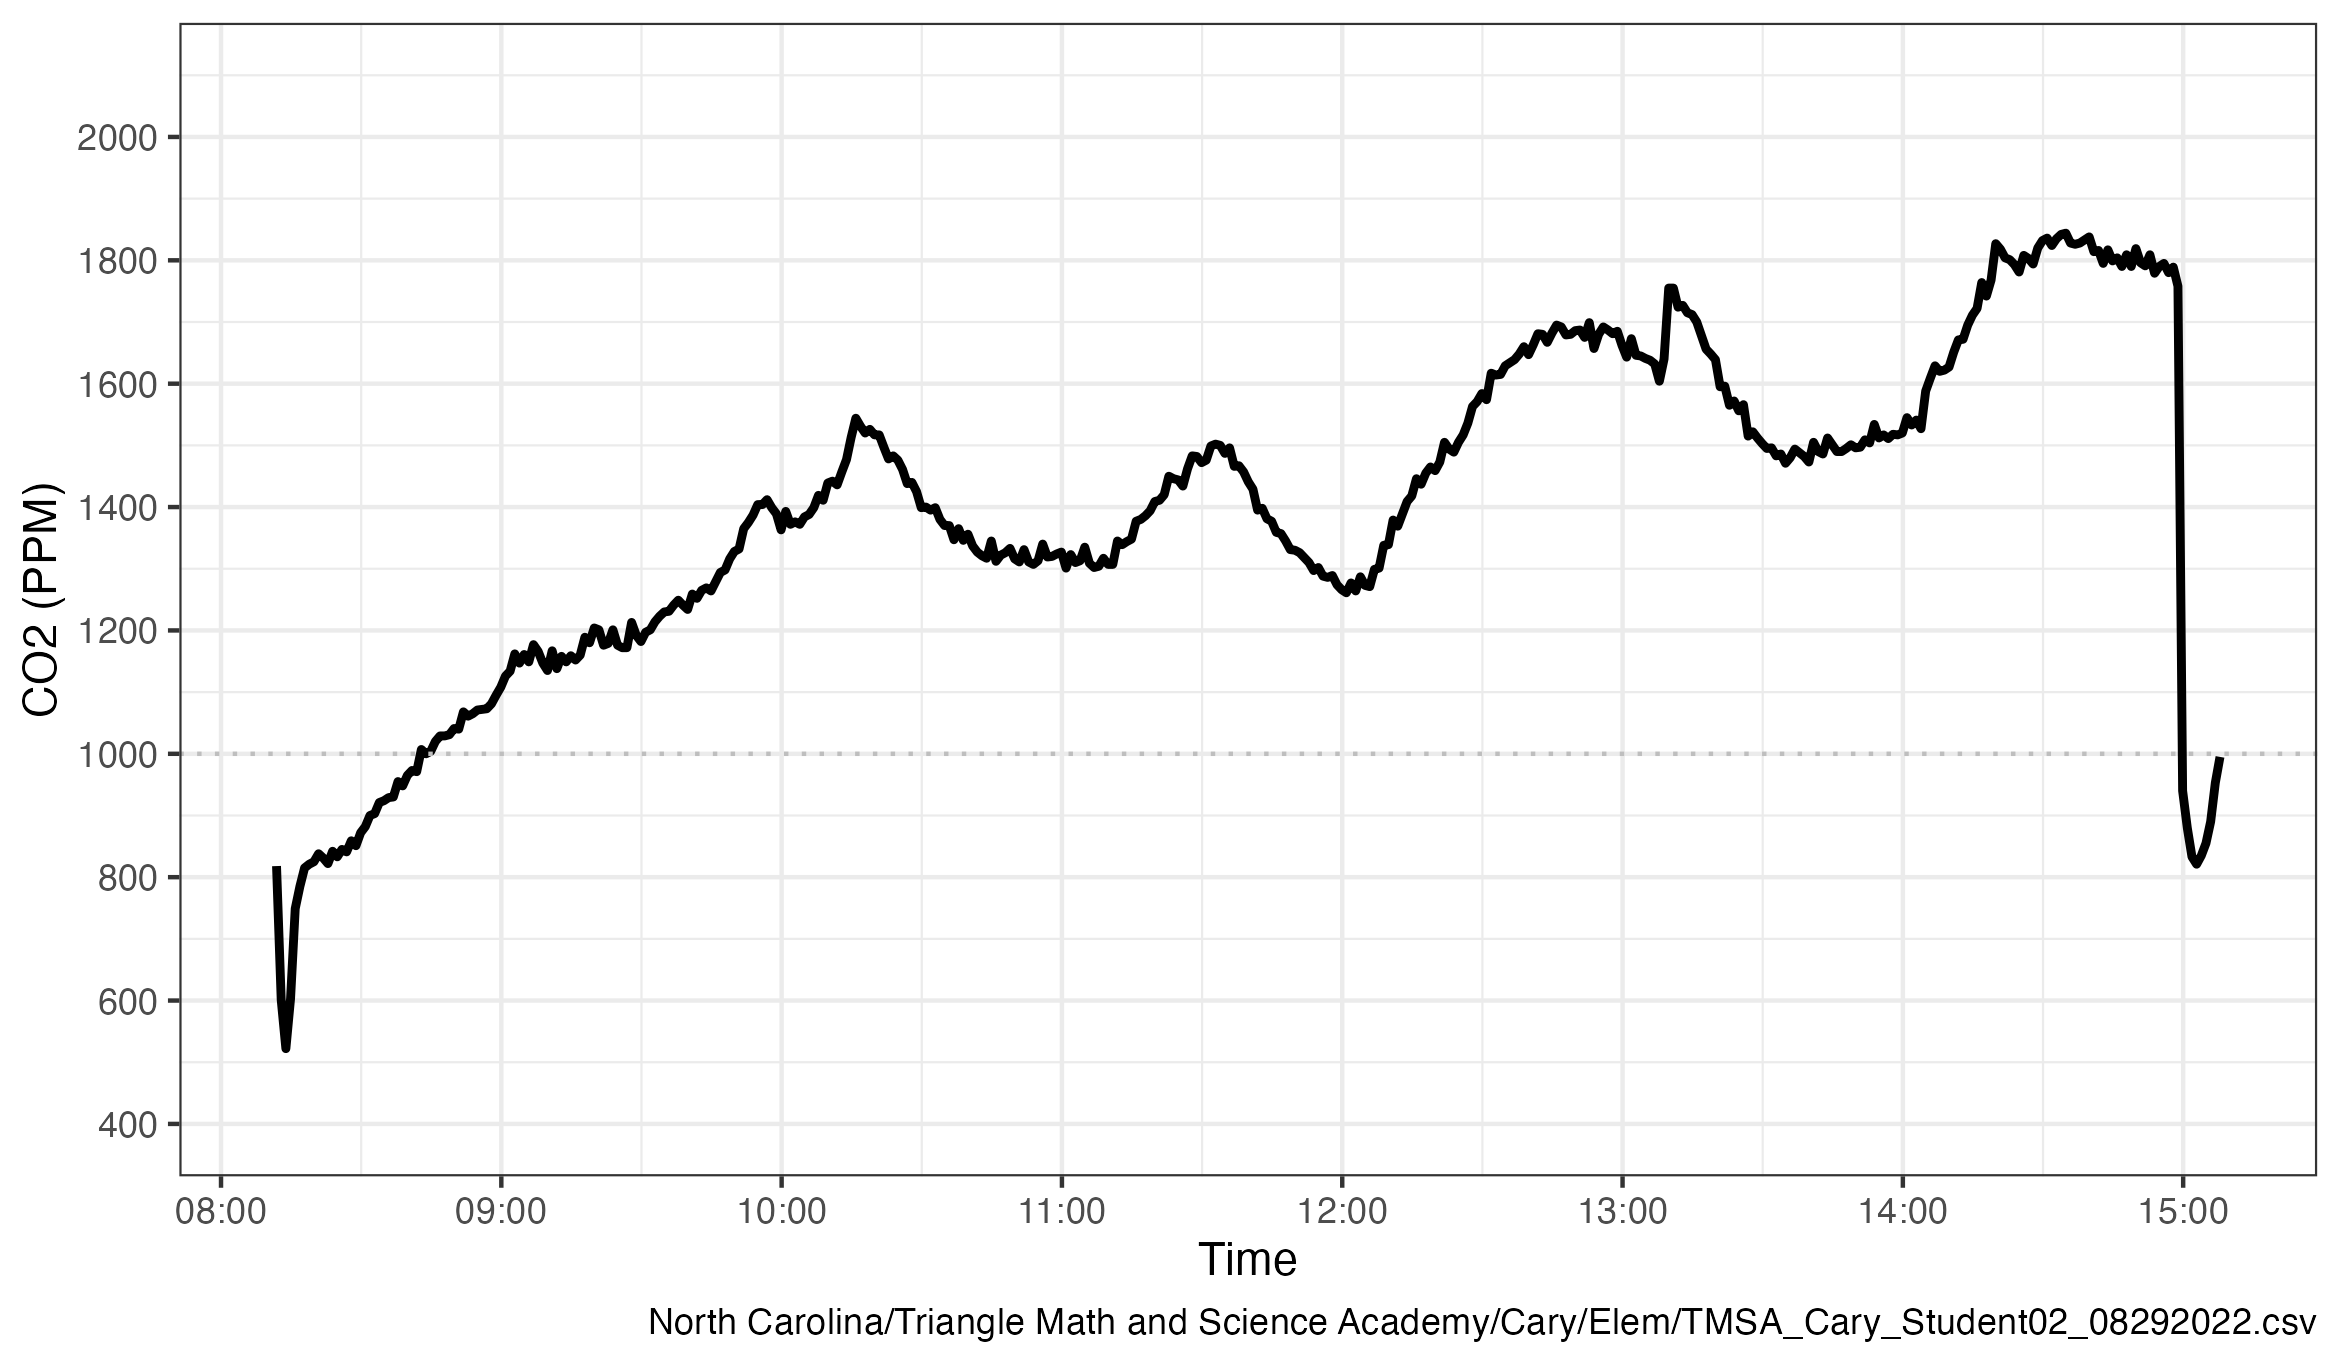 CO2 (PPM)
2000
1800
1600
1400
1200
1000
800
600
400
08:00 09:00 10:00 11:00 12:00 13:00 14:00 15:00
Time
North Carolina/Triangle Math and Science Academy/Cary/Elem/TMSA_Cary_Student02_08292022.csv